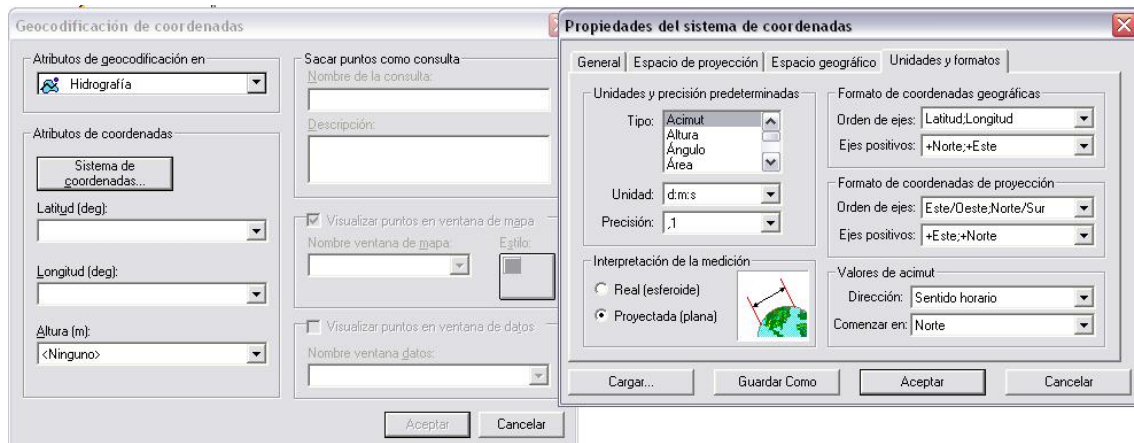 Geocodificación de coordenadas
Atributos de geocodificación en
Hidrografía
Atributos de coordenadas
Sistema de
coordenadas...
Latitud (deg):
Longitud (deg):
Altura (m):
<Ninguno>
Sacar puntos como consulta
Nombre de la consulta:
Descripción:
Visualizar puntos en ventana de mapa
Nombre ventana de mapa:
Estilo:
Visualizar puntos en ventana de datos
Nombre ventana datos:
Aceptar
Cancelar
Propiedades del sistema de coordenadas
General
Espacio de proyección
Espacio geográfico
Unidades y formatos
Unidades y precisión predeterminadas
Tipo:
Acimut
Altura
Ángulo
Área
Unidad:
d:m:s
Precisión:
,1
Interpretación de la medición
Real (esferoide)
Proyectada (plana)
Formato de coordenadas geográficas
Orden de ejes:
Latitud;Longitud
Ejes positivos:
+Norte;+Este
Formato de coordenadas de proyección
Orden de ejes:
Este/Oeste;Norte/Sur
Ejes positivos:
+Este;+Norte
Valores de acimut
Dirección:
Sentido horario
Comenzar en:
Norte
Cargar...
Guardar Como
Aceptar
Cancelar